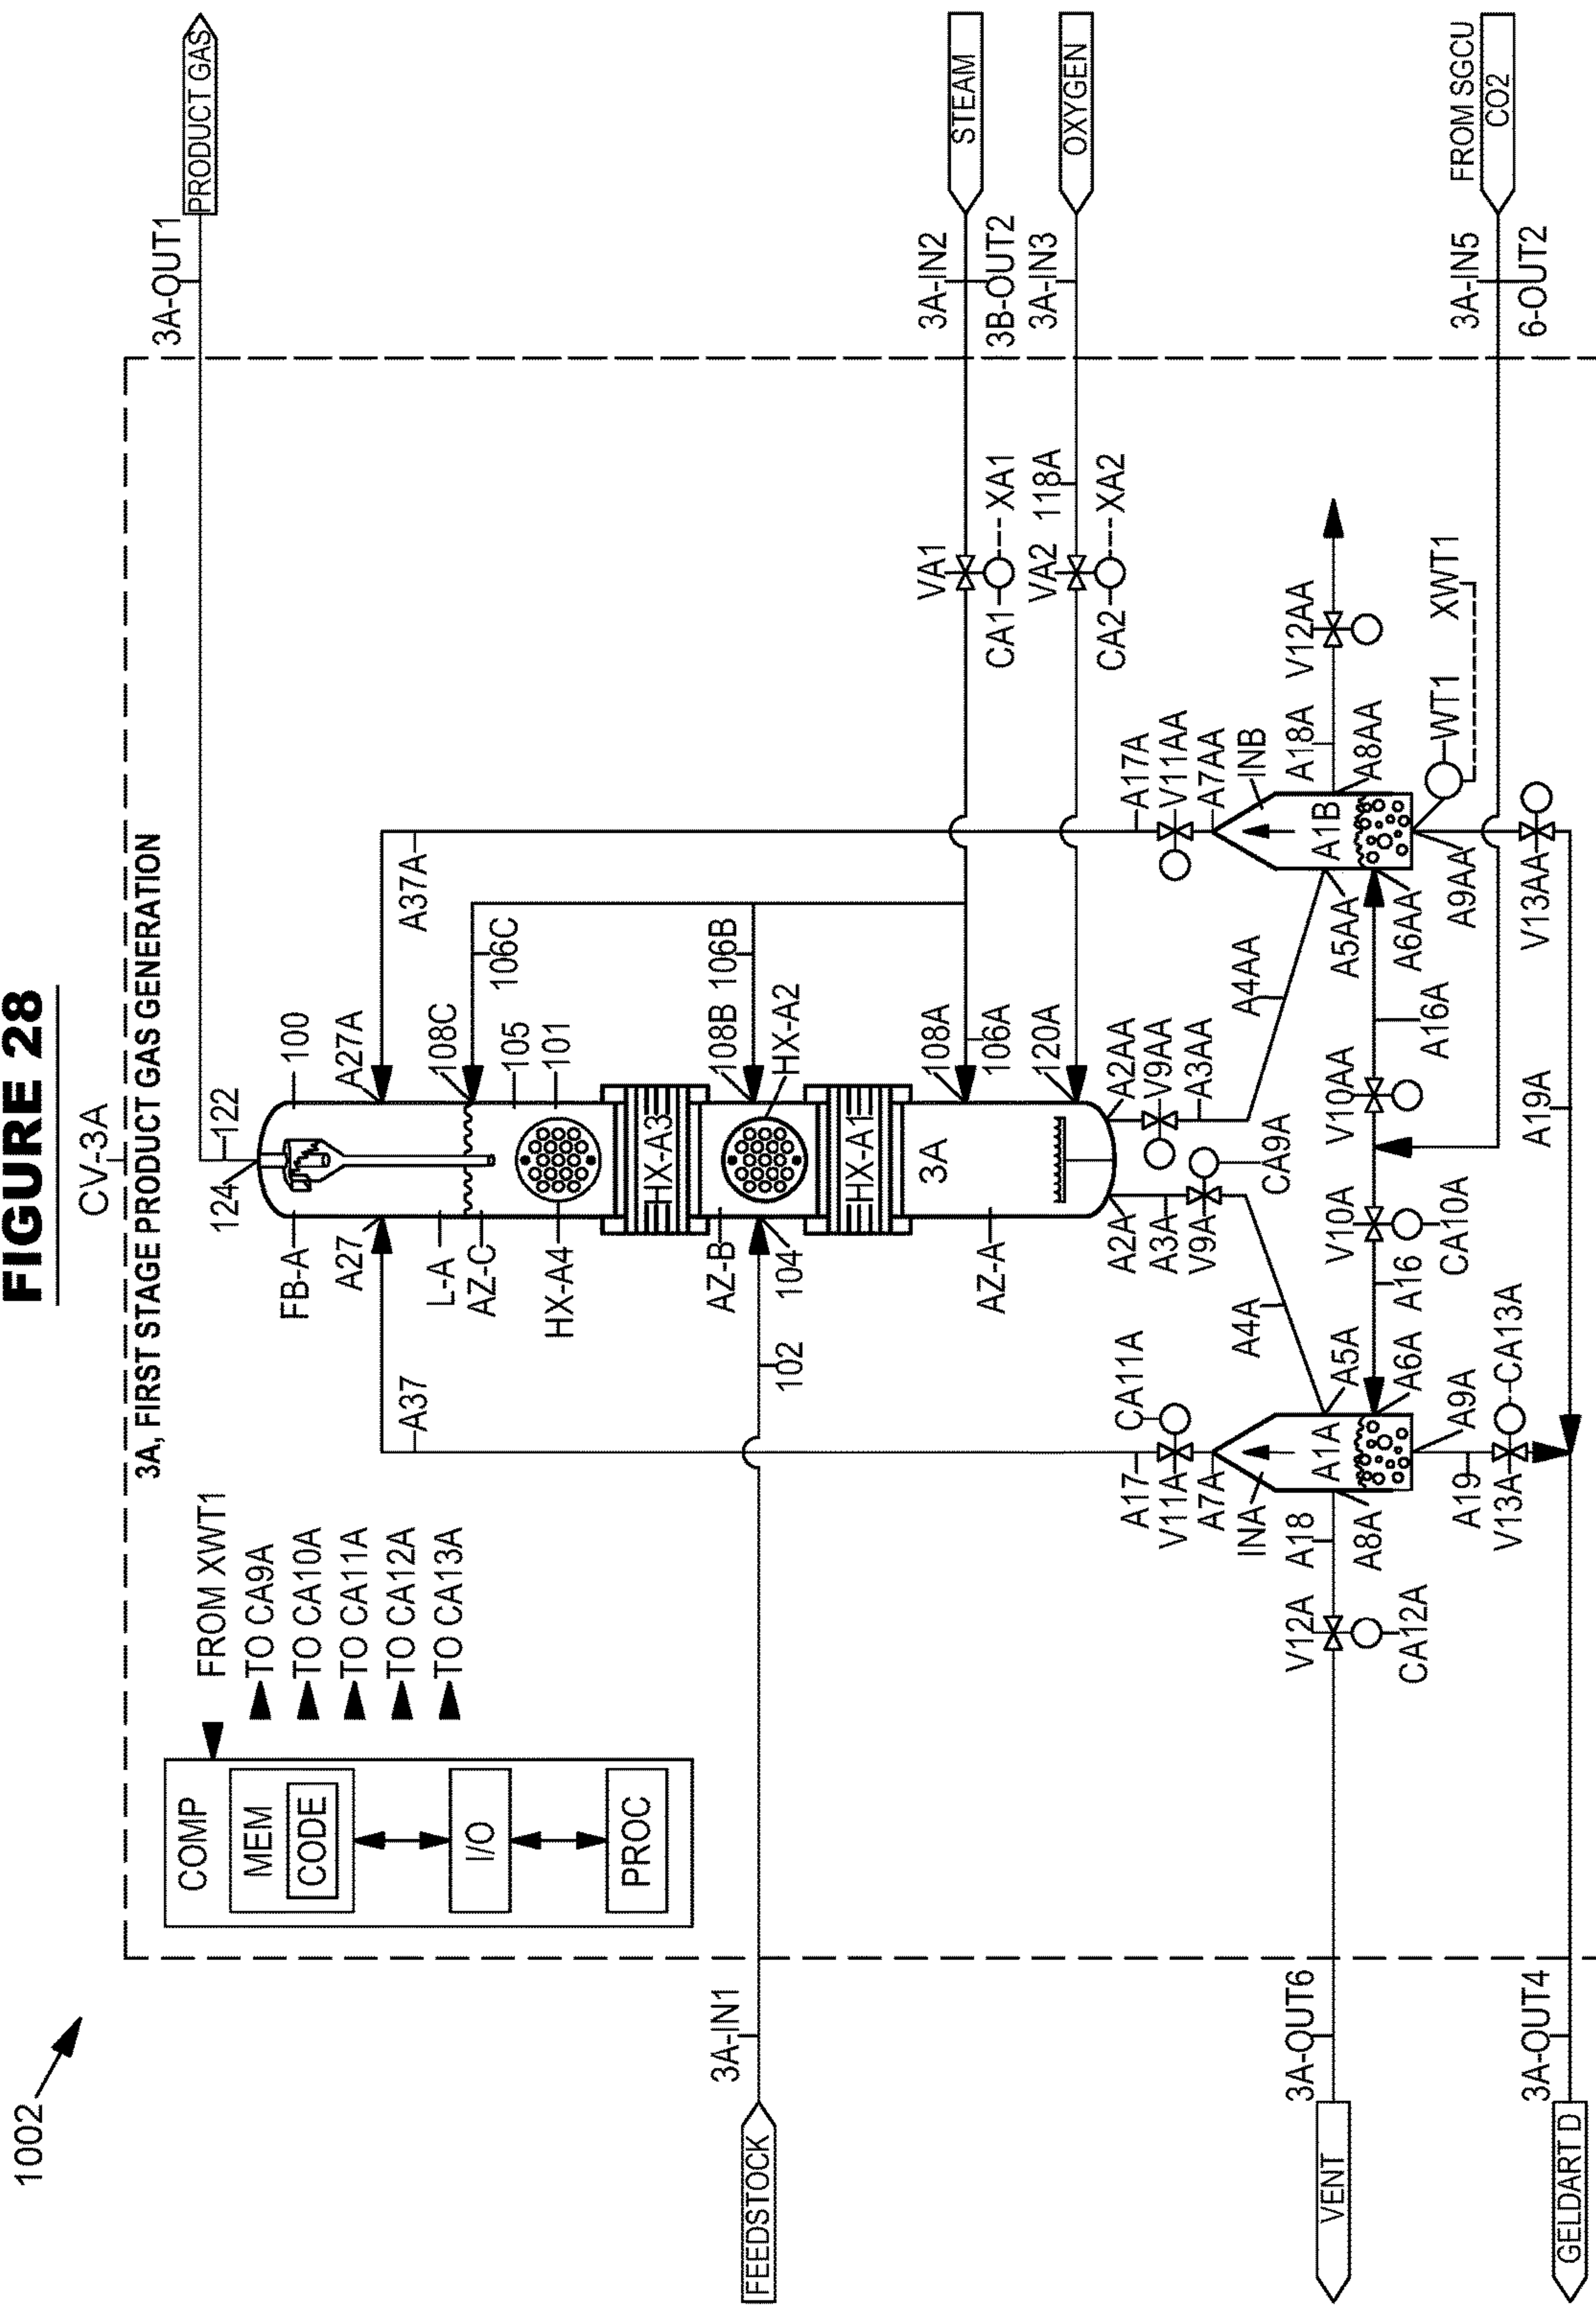 FIGURE 28
1002
CV-3A
3A, FIRST STAGE PRODUCT GAS GENERATION
3A-OUT1
PRODUCT GAS
COMP
MEM
CODE
I/O
PROC
FROM XWT1
TO CA9A
TO CA10A
TO CA11A
TO CA12A
TO CA13A
124
122
100
FB-A
A27
A27A
A37
A37A
L-A
AZ-C
108C
106C
105
101
HX-A4
HX-A3
AZ-B
108B
106B
HX-A2
104
102
HX-A1
3A
AZ-A
108A
106A
120A
3A-IN1
FEEDSTOCK
3A-IN2
3B-OUT2
STEAM
3A-IN3
OXYGEN
VA1
CA1
XA1
VA2
118A
CA2
XA2
A2A
A2AA
A3A
V9AA
A3AA
V9A
CA9A
A4A
A4AA
A17
V11A
A7A
CA11A
INA
A1A
A5A
A6A
A18
A8A
V12A
CA12A
A19
A9A
V13A
CA13A
A16
V10A
CA10A
V10AA
A16A
A17A
V11AA
A7AA
INB
A1B
A5AA
A6AA
A18A
A8AA
V12AA
WT1
XWT1
A9AA
V13AA
A19A
3A-IN5
6-OUT2
FROM SGCU
CO2
3A-OUT6
VENT
3A-OUT4
GELDART D